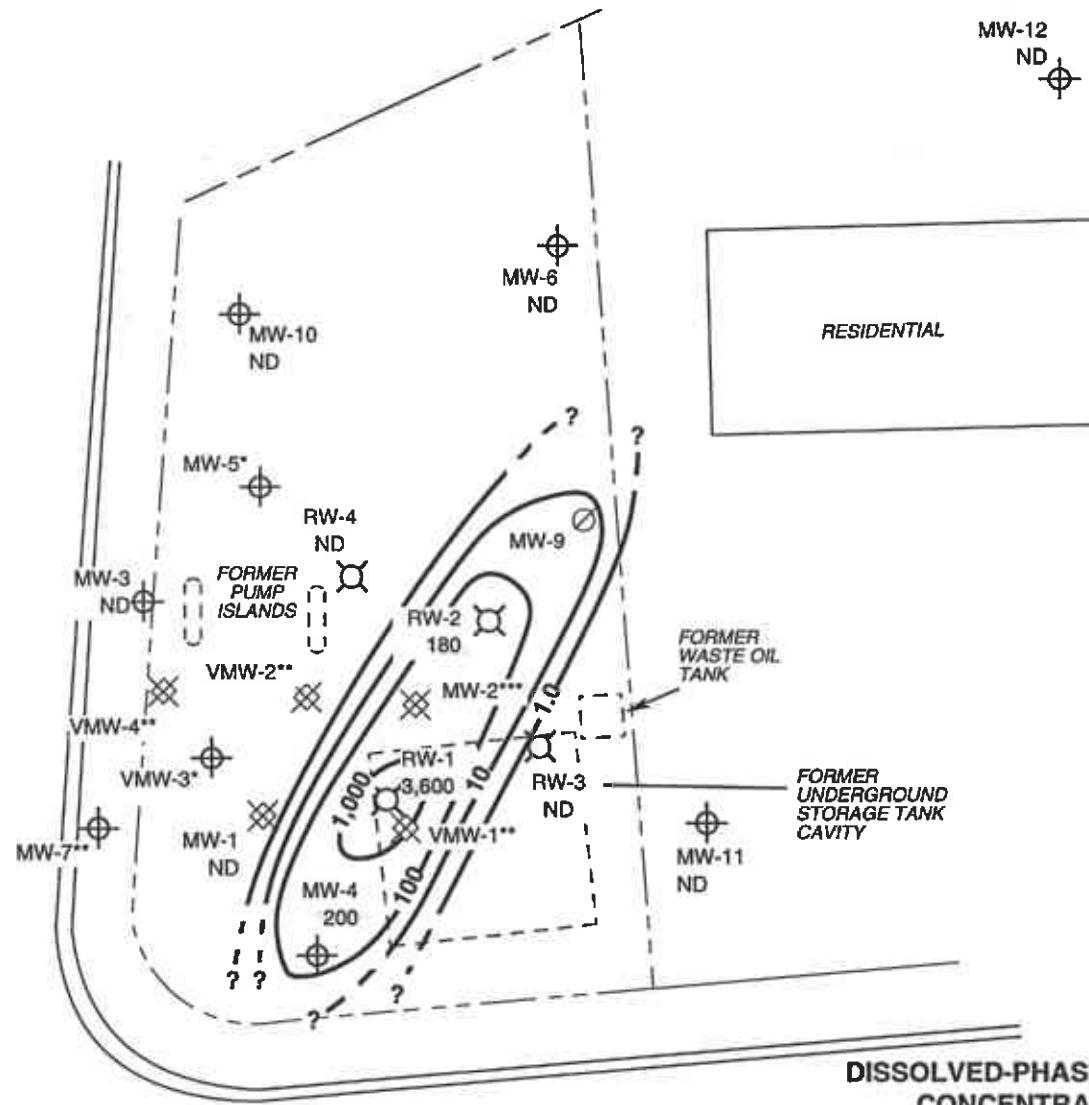 MW-12
ND
MW-6
ND
RESIDENTIAL
MW-10
ND
?
?
MW-5*
RW-4
ND
MW-9
MW-3
ND
FORMER
PUMP
ISLANDS
RW-2
180
FORMER
WASTE OIL
TANK
VMW-2**
MW-2***
1.0
VMW-4**
VMW-3*
RW-1
3,600
1,000
10
RW-3
ND
FORMER
UNDERGROUND
STORAGE TANK
CAVITY
MW-7**
MW-1
ND
VMW-1**
MW-11
ND
100
MW-4
200
?
?
?
?
DISSOLVED-PHAS
CONCENTRA